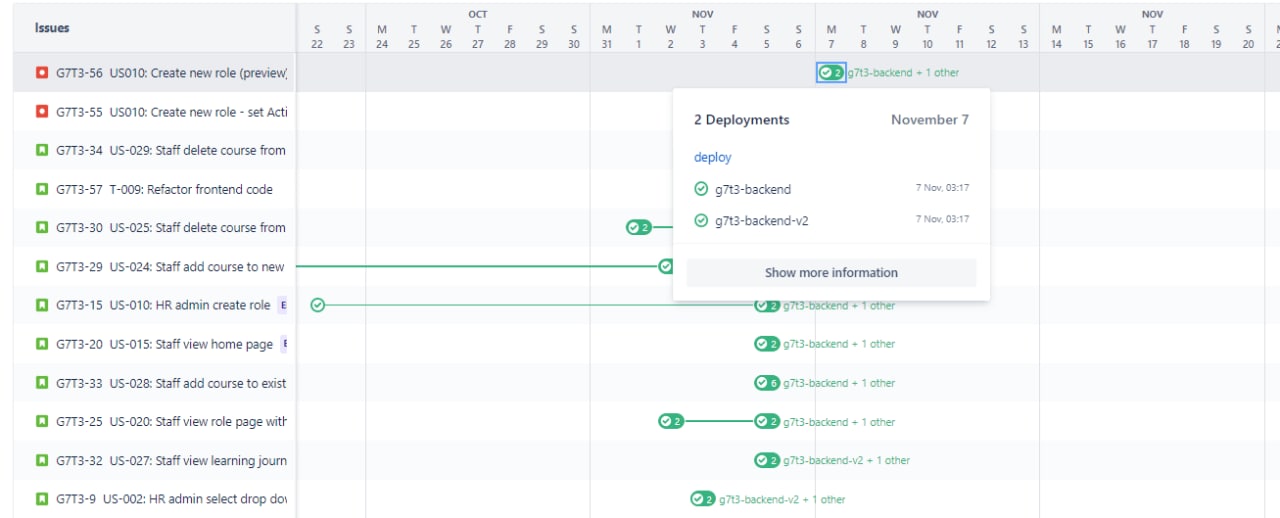 Issues
OCT NOV NOV NOV
S S M T W T F S S M T W T F S S M T W T F S S M T W T F S S
22 23 24 25 26 27 28 29 30 31 1 2 3 4 5 6 7 8 9 10 11 12 13 14 15 16 17 18 19 20
G7T3-56 US010: Create new role (preview, 2 g7t3-backend + 1 other
G7T3-55 US010: Create new role - set Acti
2 Deployments November 7
G7T3-34 US-029: Staff delete course from
deploy
G7T3-57 T-009: Refactor frontend code
g7t3-backend 7 Nov, 03:17
G7T3-30 US-025: Staff delete course from 2
g7t3-backend-v2 7 Nov, 03:17
G7T3-29 US-024: Staff add course to new
Show more information
G7T3-15 US-010: HR admin create role E 2 g7t3-backend + 1 other
G7T3-20 US-015: Staff view home page 2 g7t3-backend + 1 other
G7T3-33 US-028: Staff add course to exist 6 g7t3-backend + 1 other
G7T3-25 US-020: Staff view role page with 2 2 g7t3-backend + 1 other
G7T3-32 US-027: Staff view learning journ 2 g7t3-backend-v2 + 1 other
G7T3-9 US-002: HR admin select drop dov 2 g7t3-backend-v2 + 1 other